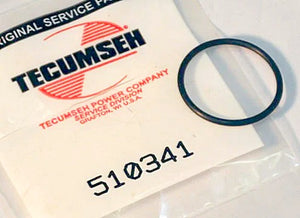 ORIGINAL SERVICE PA
TECUMSEH
TECUMSEH POWER COMPANY
SERVICE DIVISION
GRAFTON, WI U.S.A.
510341